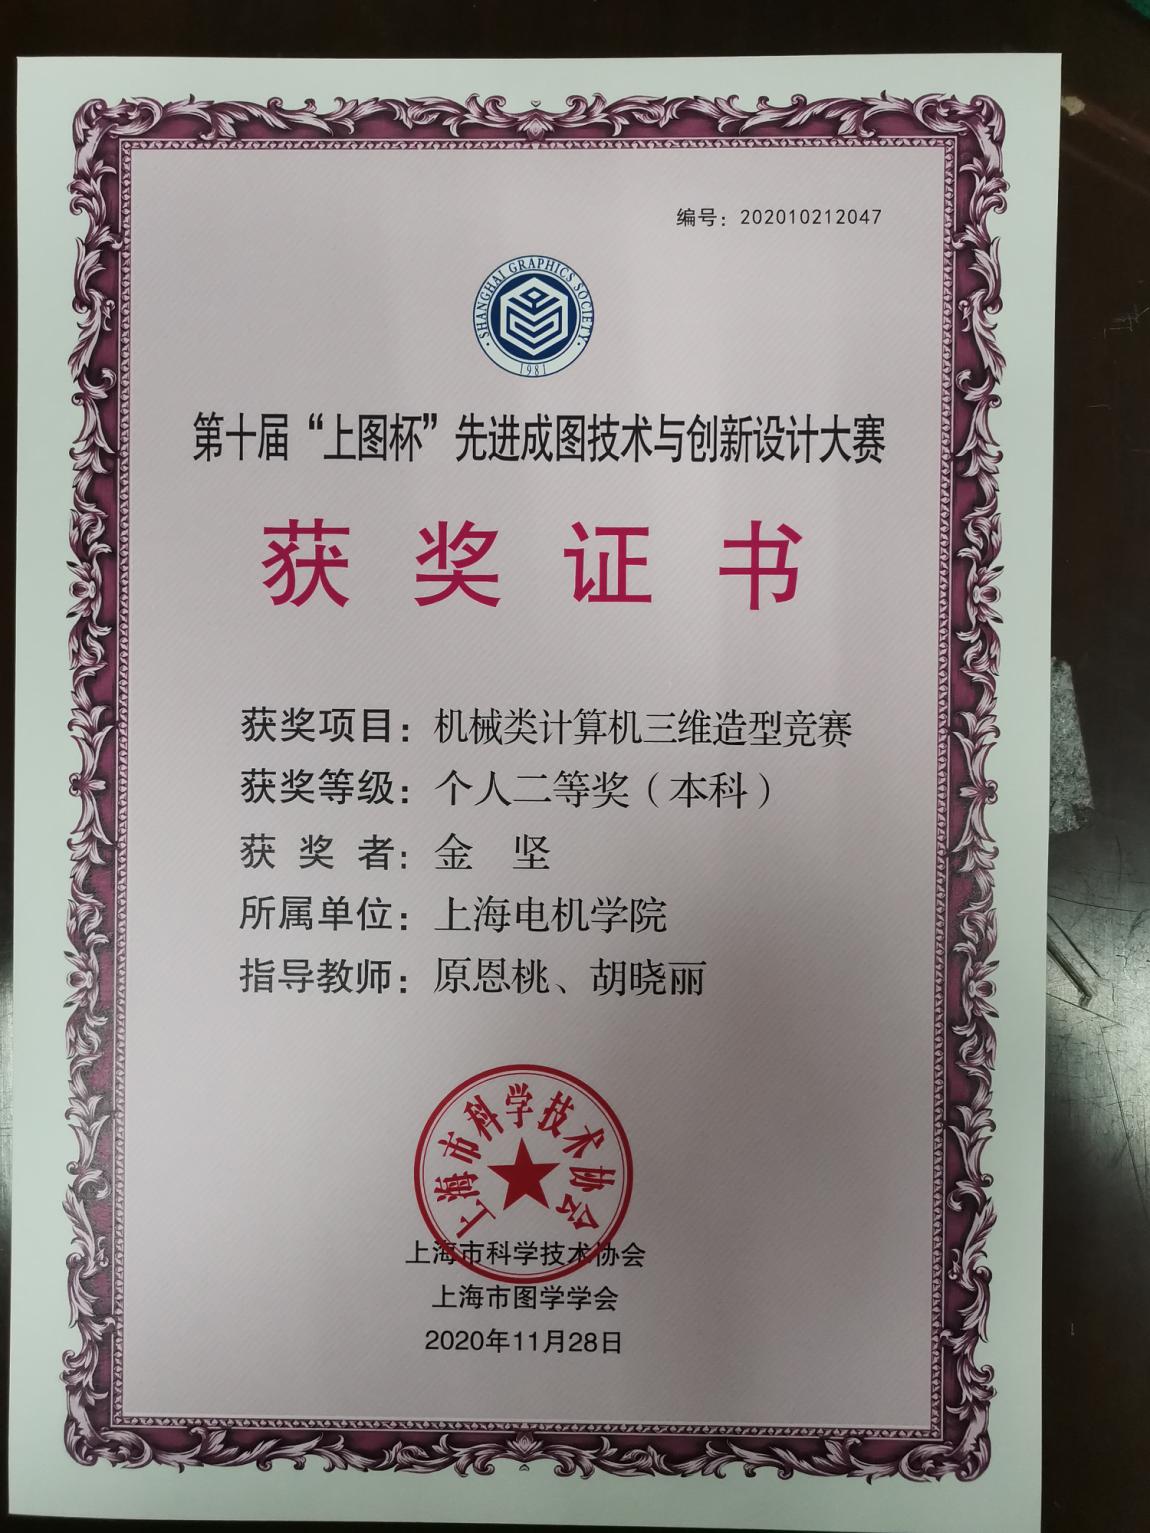 编号：202010212047
SHANGHAI GRAPHICS SOCIETY
1981
第十届“上图杯”先进成图技术与创新设计大赛
获奖证书
获奖项目：机械类计算机三维造型竞赛
获奖等级：个人二等奖（本科）
获奖者：金 坚
所属单位：上海电机学院
指导教师：原恩桃、胡晓丽
上海市科学技术协会
上海市科学技术协会
上海市图学学会
2020年11月28日